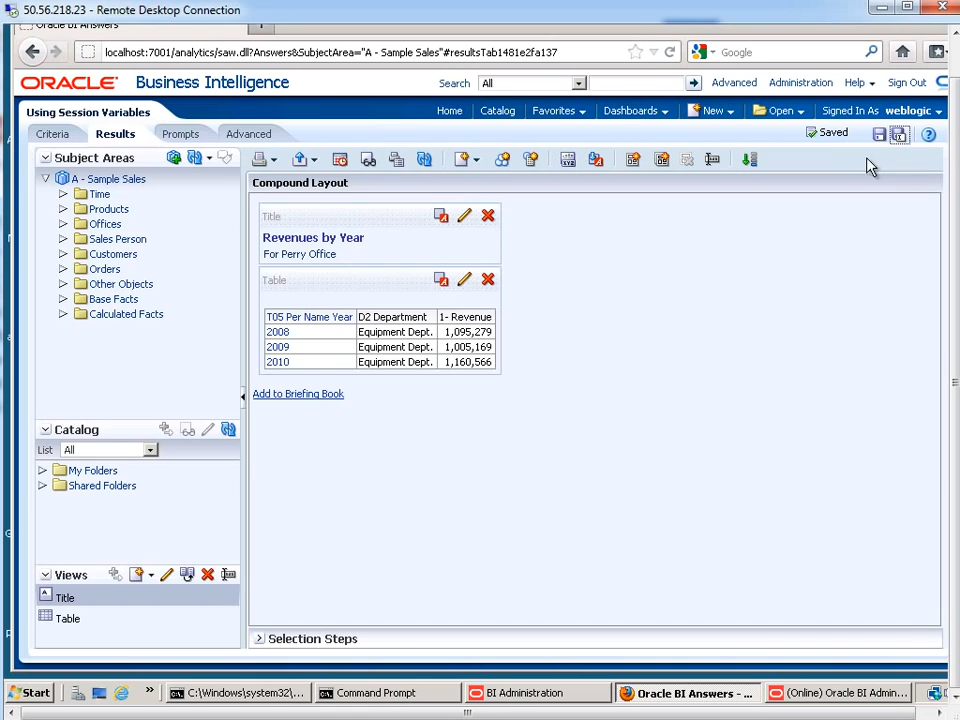 50.56.218.23 - Remote Desktop Connection
Oracle BI Answers
localhost:7001/analytics/saw.dll?Answers&SubjectArea="A - Sample Sales"#resultsTab1481e2fa137
Google
ORACLE Business Intelligence
Search All Advanced Administration Help Sign Out
Using Session Variables Home Catalog Favorites Dashboards New Open Signed In As weblogic
Criteria Results Prompts Advanced Saved
Subject Areas
Compound Layout
A - Sample Sales
Time
Products
Offices
Sales Person
Customers
Orders
Other Objects
Base Facts
Calculated Facts
Title
Revenues by Year
For Perry Office
Table
T05 Per Name Year D2 Department 1- Revenue
2008 Equipment Dept. 1,095,279
2009 Equipment Dept. 1,005,169
2010 Equipment Dept. 1,160,566
Add to Briefing Book
Catalog
List All
My Folders
Shared Folders
Views
Title
Table
Selection Steps
Start C:\Windows\system32\... Command Prompt BI Administration Oracle BI Answers - ... (Online) Oracle BI Admin...